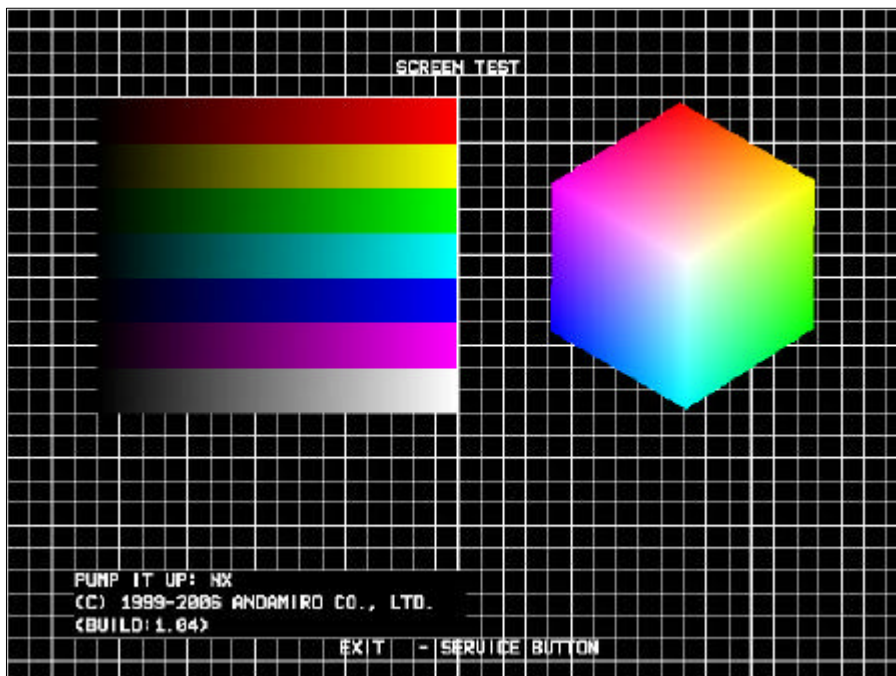 SCREEN TEST
PUMP IT UP: NX
(C) 1999-2006 ANDAMIRO CO., LTD.
(BUILD:1.04)
EXIT - SERVICE BUTTON